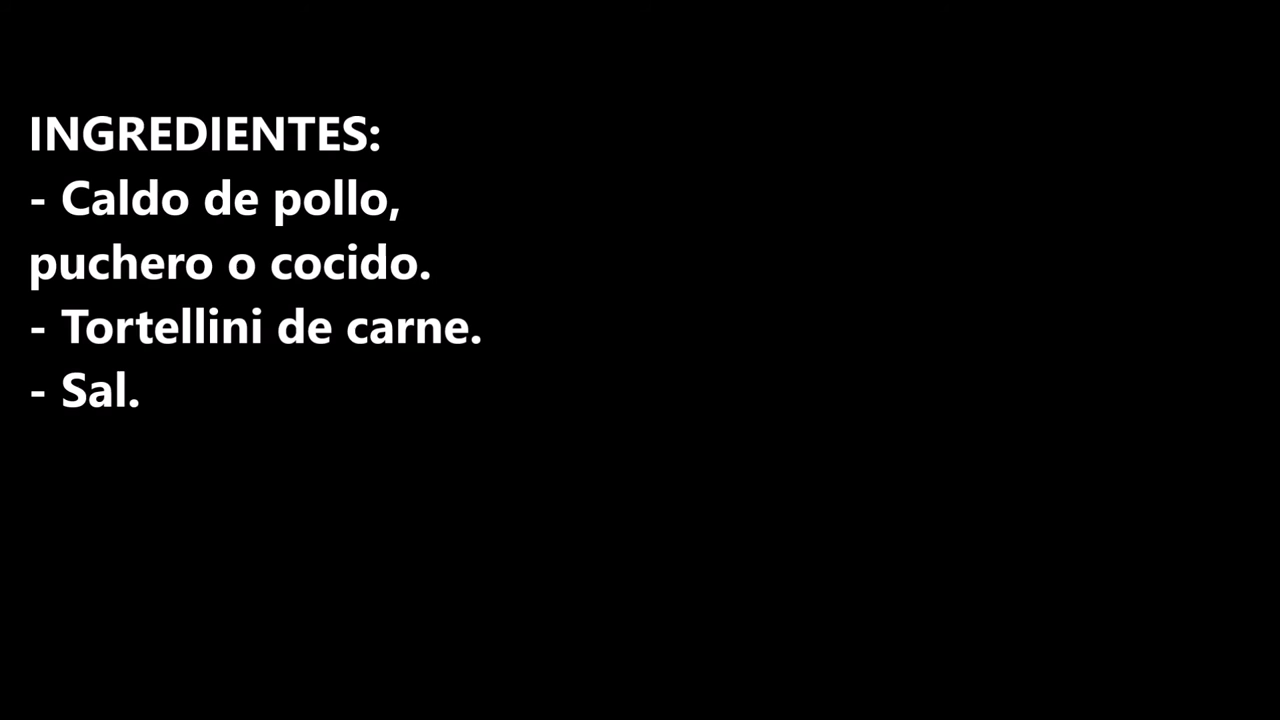 INGREDIENTES:
- Caldo de pollo,
puchero o cocido.
- Tortellini de carne.
- Sal.